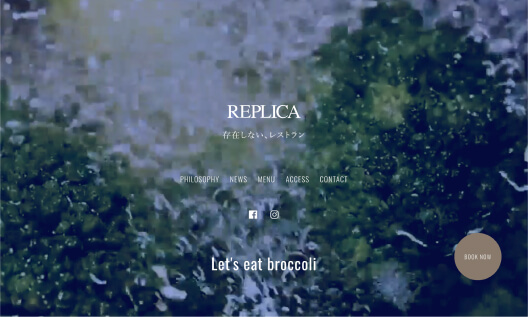 REPLICA
存在しない、レストラン
PHILOSOPHY NEWS MENU ACCESS CONTACT
Let's eat broccoli
BOOK NOW